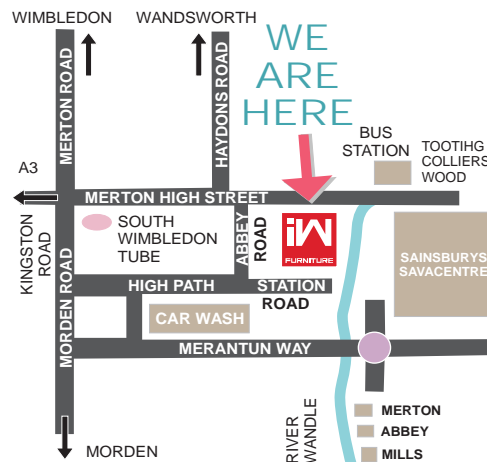 WIMBLEDON
WANDSWORTH
WE
ARE
HERE
MERTON ROAD
HAYDONS ROAD
BUS
STATION
TOOTIHG
COLLIERS
WOOD
A3
MERTON HIGH STREET
KINGSTON
ROAD
SOUTH
WIMBLEDON
TUBE
ABBEY
ROAD
iW
FURNITURE
SAINSBURYS
SAVACENTRE
MORDEN ROAD
HIGH PATH
STATION
ROAD
CAR WASH
MERANTUN WAY
RIVER
WANDLE
MERTON
ABBEY
MILLS
MORDEN